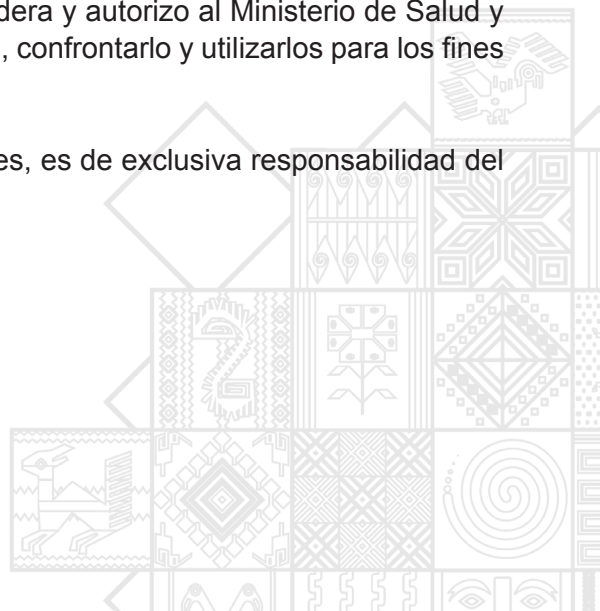 dera y autorizo al Ministerio de Salud y
, confrontarlo y utilizarlos para los fines
es, es de exclusiva responsabilidad del